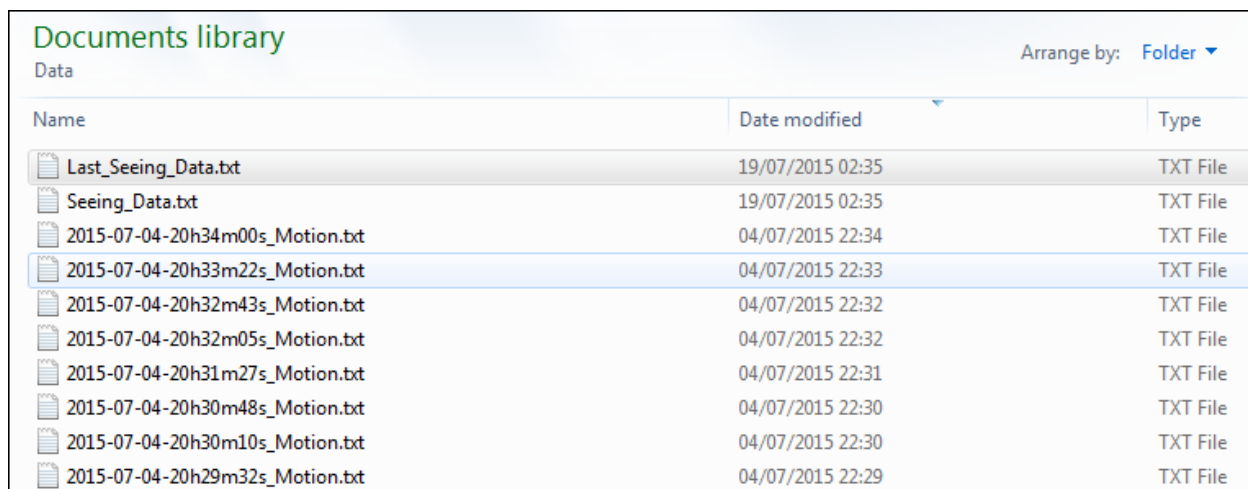 Documents library
Data
Arrange by: Folder
Name Date modified Type
Last_Seeing_Data.txt 19/07/2015 02:35 TXT File
Seeing_Data.txt 19/07/2015 02:35 TXT File
2015-07-04-20h34m00s_Motion.txt 04/07/2015 22:34 TXT File
2015-07-04-20h33m22s_Motion.txt 04/07/2015 22:33 TXT File
2015-07-04-20h32m43s_Motion.txt 04/07/2015 22:32 TXT File
2015-07-04-20h32m05s_Motion.txt 04/07/2015 22:32 TXT File
2015-07-04-20h31m27s_Motion.txt 04/07/2015 22:31 TXT File
2015-07-04-20h30m48s_Motion.txt 04/07/2015 22:30 TXT File
2015-07-04-20h30m10s_Motion.txt 04/07/2015 22:30 TXT File
2015-07-04-20h29m32s_Motion.txt 04/07/2015 22:29 TXT File